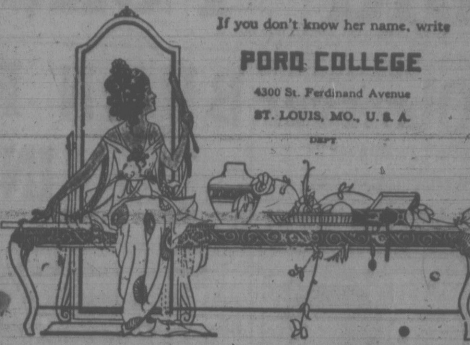 If you don't know her name, write
PORO COLLEGE
4300 St. Ferdinand Avenue
ST. LOUIS, MO., U. S. A.
DEPT